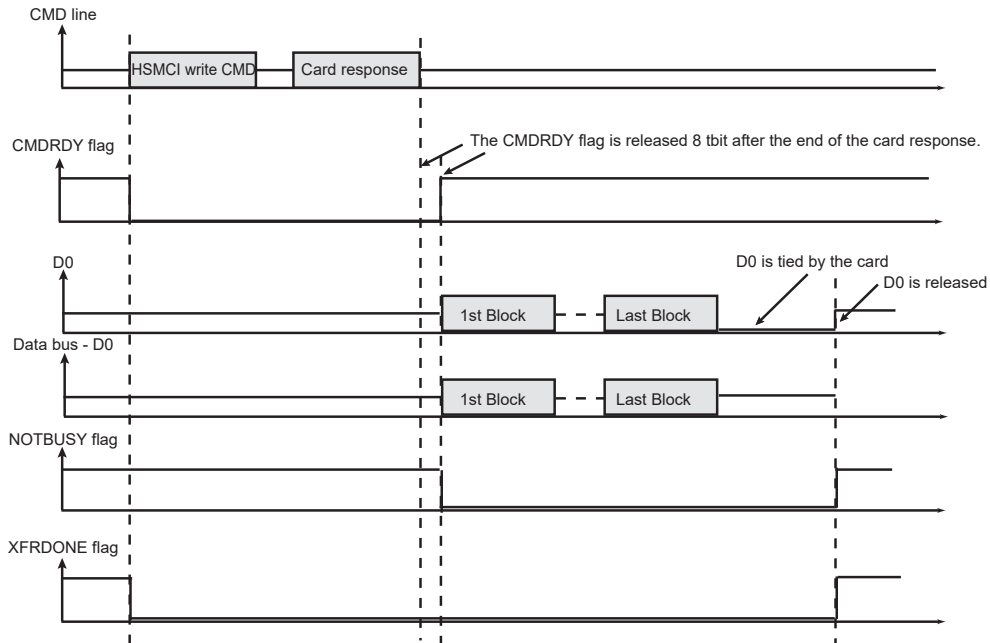 CMD line
HSMCI write CMD
Card response
The CMDRDY flag is released 8 tbit after the end of the card response.
CMDRDY flag
D0 is tied by the card
D0
D0 is released
1st Block
Last Block
Data bus - D0
1st Block
Last Block
NOTBUSY flag
XFRDONE flag